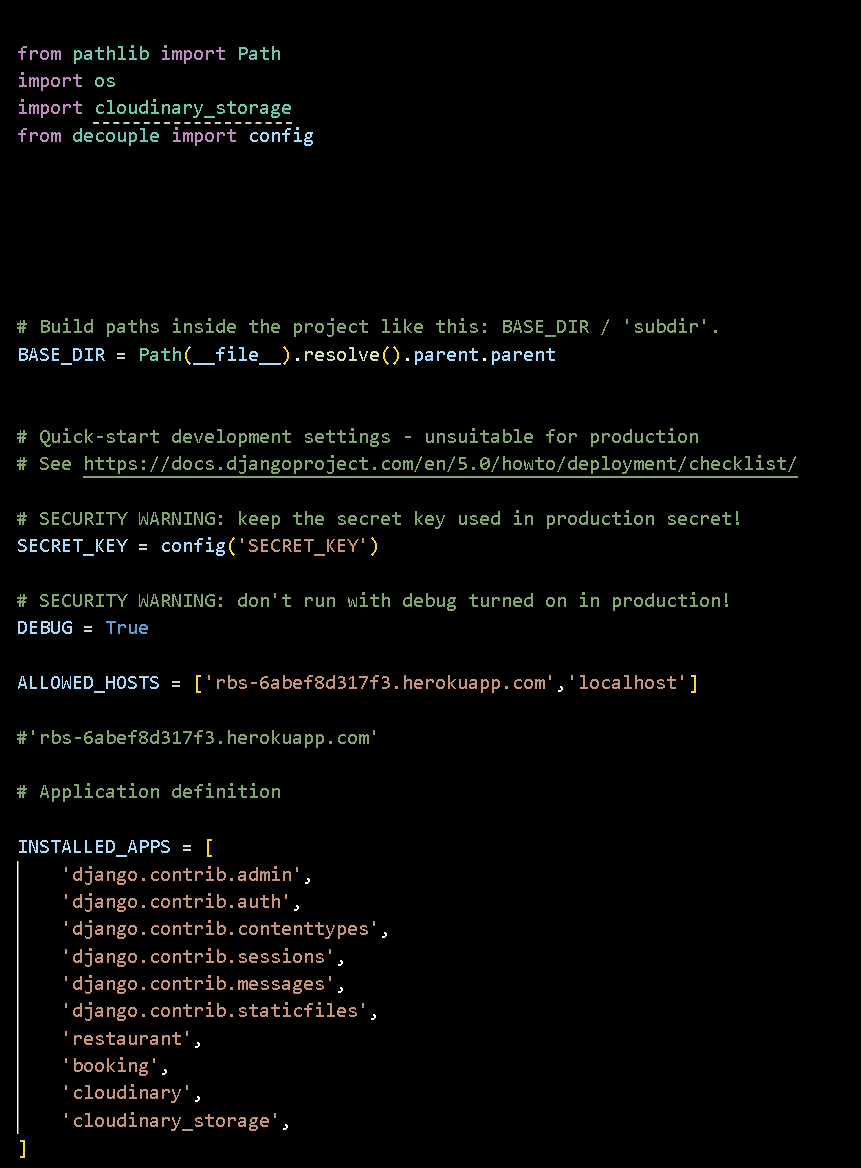 from pathlib import Path
import os
import cloudinary_storage
from decouple import config
# Build paths inside the project like this: BASE_DIR / 'subdir'.
BASE_DIR = Path(__file__).resolve().parent.parent
# Quick-start development settings - unsuitable for production
# See https://docs.djangoproject.com/en/5.0/howto/deployment/checklist/
# SECURITY WARNING: keep the secret key used in production secret!
SECRET_KEY = config('SECRET_KEY')
# SECURITY WARNING: don't run with debug turned on in production!
DEBUG = True
ALLOWED_HOSTS = ['rbs-6abef8d317f3.herokuapp.com','localhost']
#'rbs-6abef8d317f3.herokuapp.com'
# Application definition
INSTALLED_APPS = [
    'django.contrib.admin',
    'django.contrib.auth',
    'django.contrib.contenttypes',
    'django.contrib.sessions',
    'django.contrib.messages',
    'django.contrib.staticfiles',
    'restaurant',
    'booking',
    'cloudinary',
    'cloudinary_storage',
]